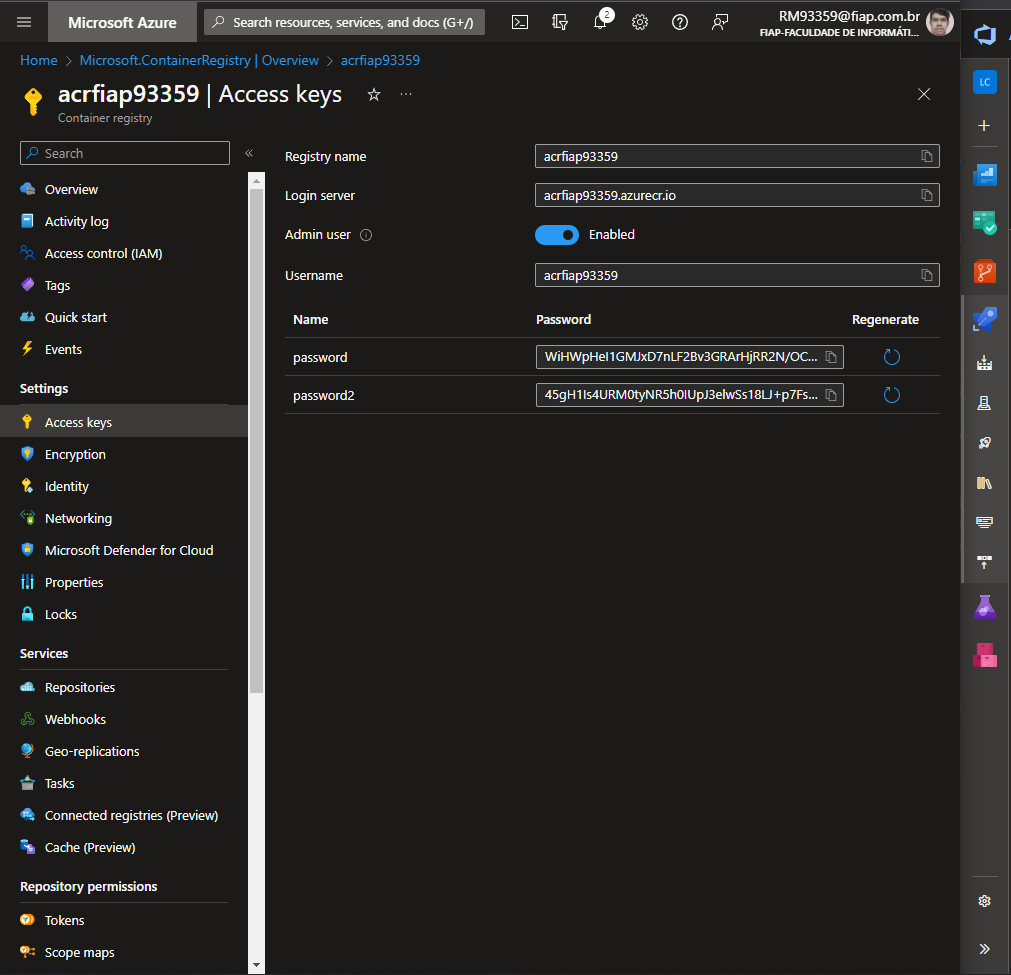 Microsoft Azure
Search resources, services, and docs (G+/)
2
RM93359@fiap.com.br
FIAP-FACULDADE DE INFORMÁTI...
Home > Microsoft.ContainerRegistry | Overview > acrfiap93359
acrfiap93359 | Access keys
Container registry
Search
Overview
Activity log
Access control (IAM)
Tags
Quick start
Events
Settings
Access keys
Encryption
Identity
Networking
Microsoft Defender for Cloud
Properties
Locks
Services
Repositories
Webhooks
Geo-replications
Tasks
Connected registries (Preview)
Cache (Preview)
Repository permissions
Tokens
Scope maps
Registry name
acrfiap93359
Login server
acrfiap93359.azurecr.io
Admin user
Enabled
Username
acrfiap93359
Name Password Regenerate
password WiHWpHeI1GMJxD7nLF2Bv3GRArHjRR2N/OC...
password2 45gH1Is4URM0tyNR5h0IUpJ3elwSs18LJ+p7Fs...
LC